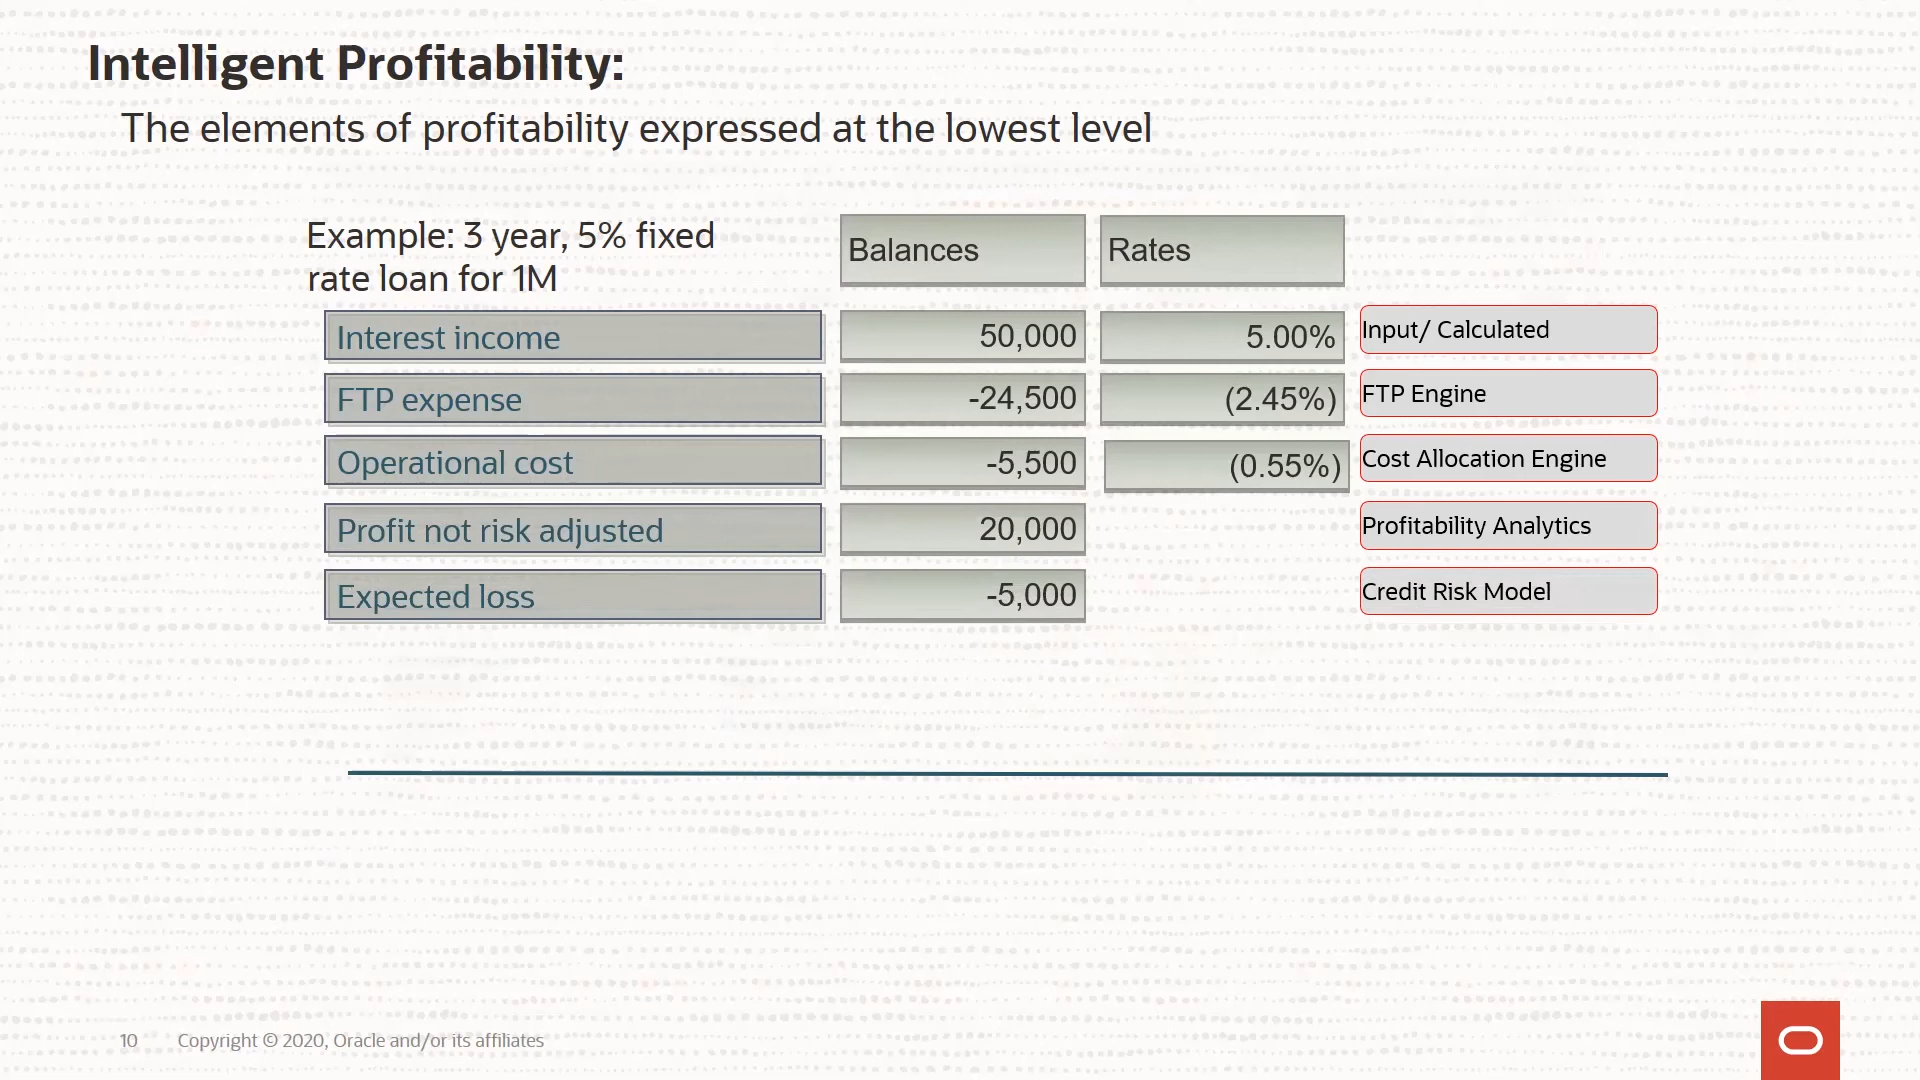 Intelligent Profitability:
The elements of profitability expressed at the lowest level
Example: 3 year, 5% fixed
rate loan for 1M
Balances
Rates
Interest income
50,000
5.00%
Input/ Calculated
FTP expense
-24,500
(2.45%)
FTP Engine
Operational cost
-5,500
(0.55%)
Cost Allocation Engine
Profit not risk adjusted
20,000
Profitability Analytics
Expected loss
-5,000
Credit Risk Model
10
Copyright © 2020, Oracle and/or its affiliates